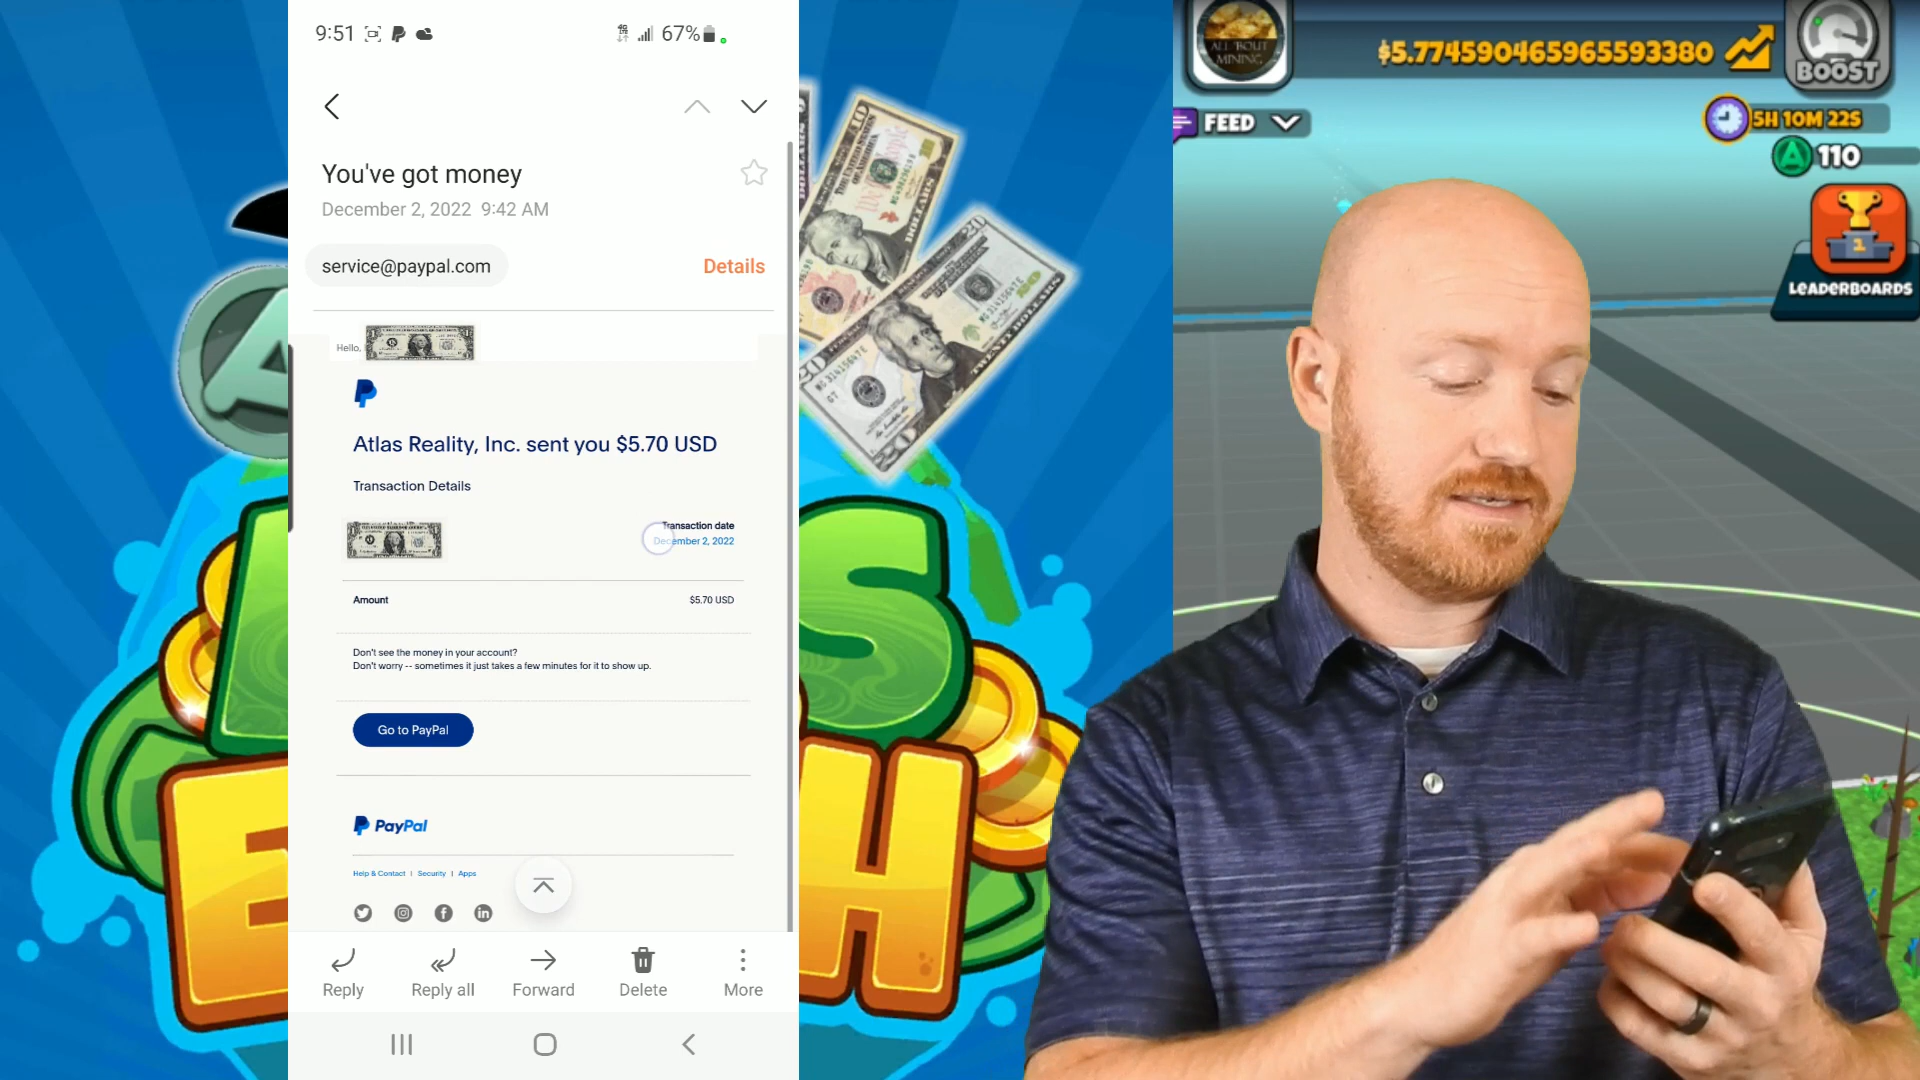 9:51
67%
You've got money
December 2, 2022 9:42 AM
service@paypal.com
Details
Hello,
Atlas Reality, Inc. sent you $5.70 USD
Transaction Details
Transaction date
December 2, 2022
Amount
$5.70 USD
Don't see the money in your account?
Don't worry -- sometimes it just takes a few minutes for it to show up.
Go to PayPal
PayPal
Help & Contact | Security | Apps
Reply
Reply all
Forward
Delete
More
ALL 'BOUT
MINING
$5.774590465965593380
BOOST
FEED
5H 10M 22S
110
1
LEADERBOARDS